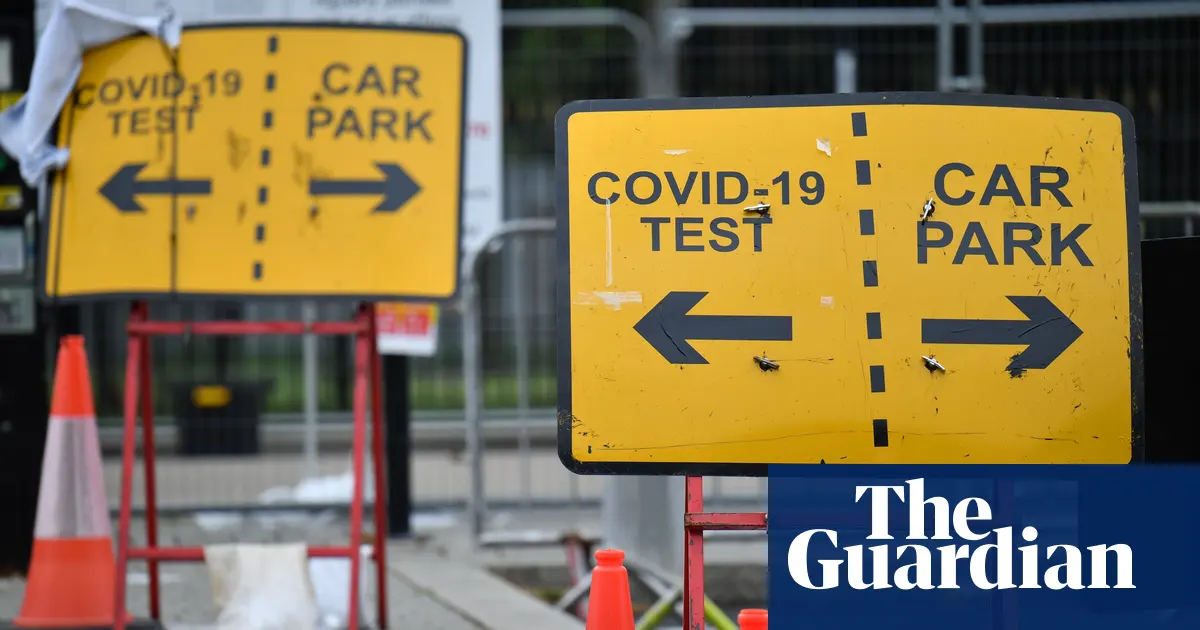 COVID-19
TEST
CAR
PARK
COVID-19
TEST
CAR
PARK
The
Guardian